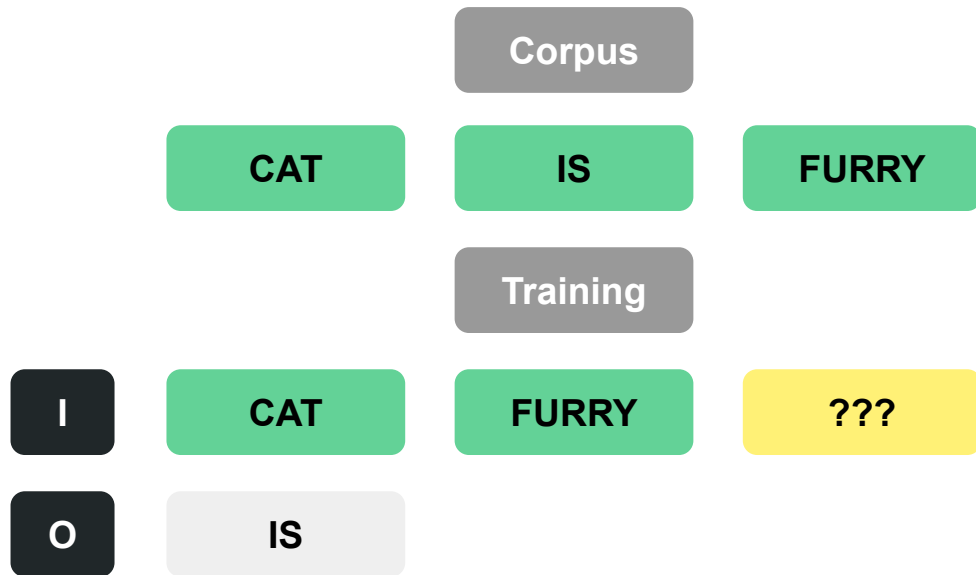 Corpus
CAT IS FURRY
Training
I CAT FURRY ???
O IS